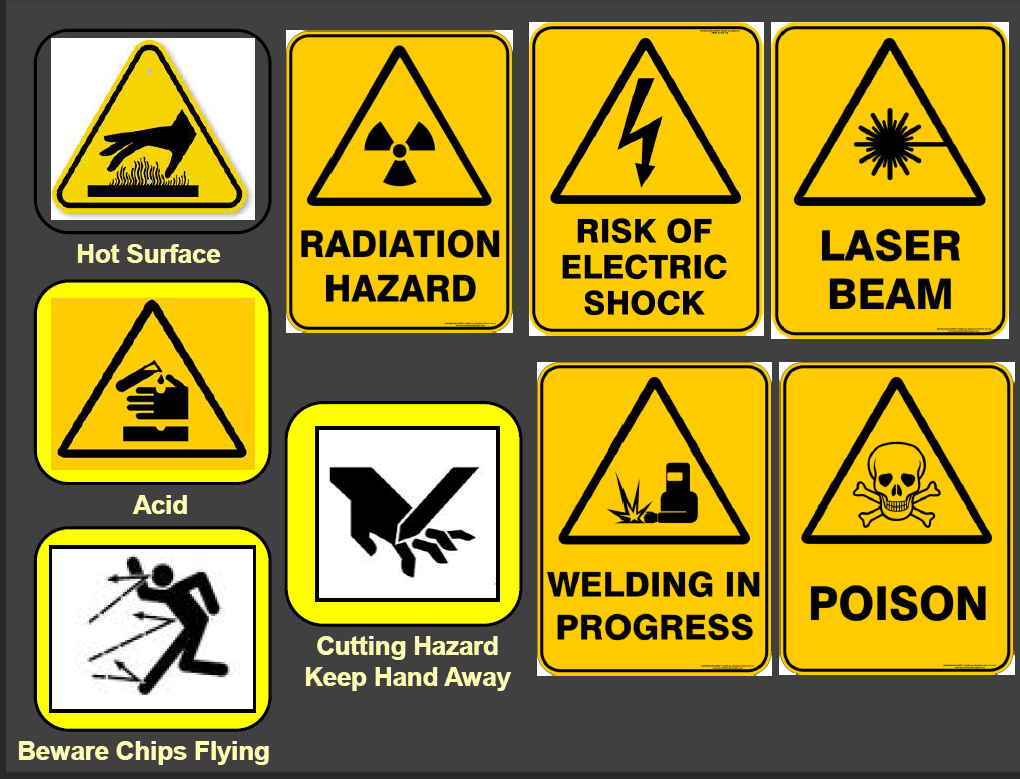 Hot Surface
RADIATION
HAZARD
RISK OF
ELECTRIC
SHOCK
LASER
BEAM
Acid
Cutting Hazard
Keep Hand Away
WELDING IN
PROGRESS
POISON
Beware Chips Flying